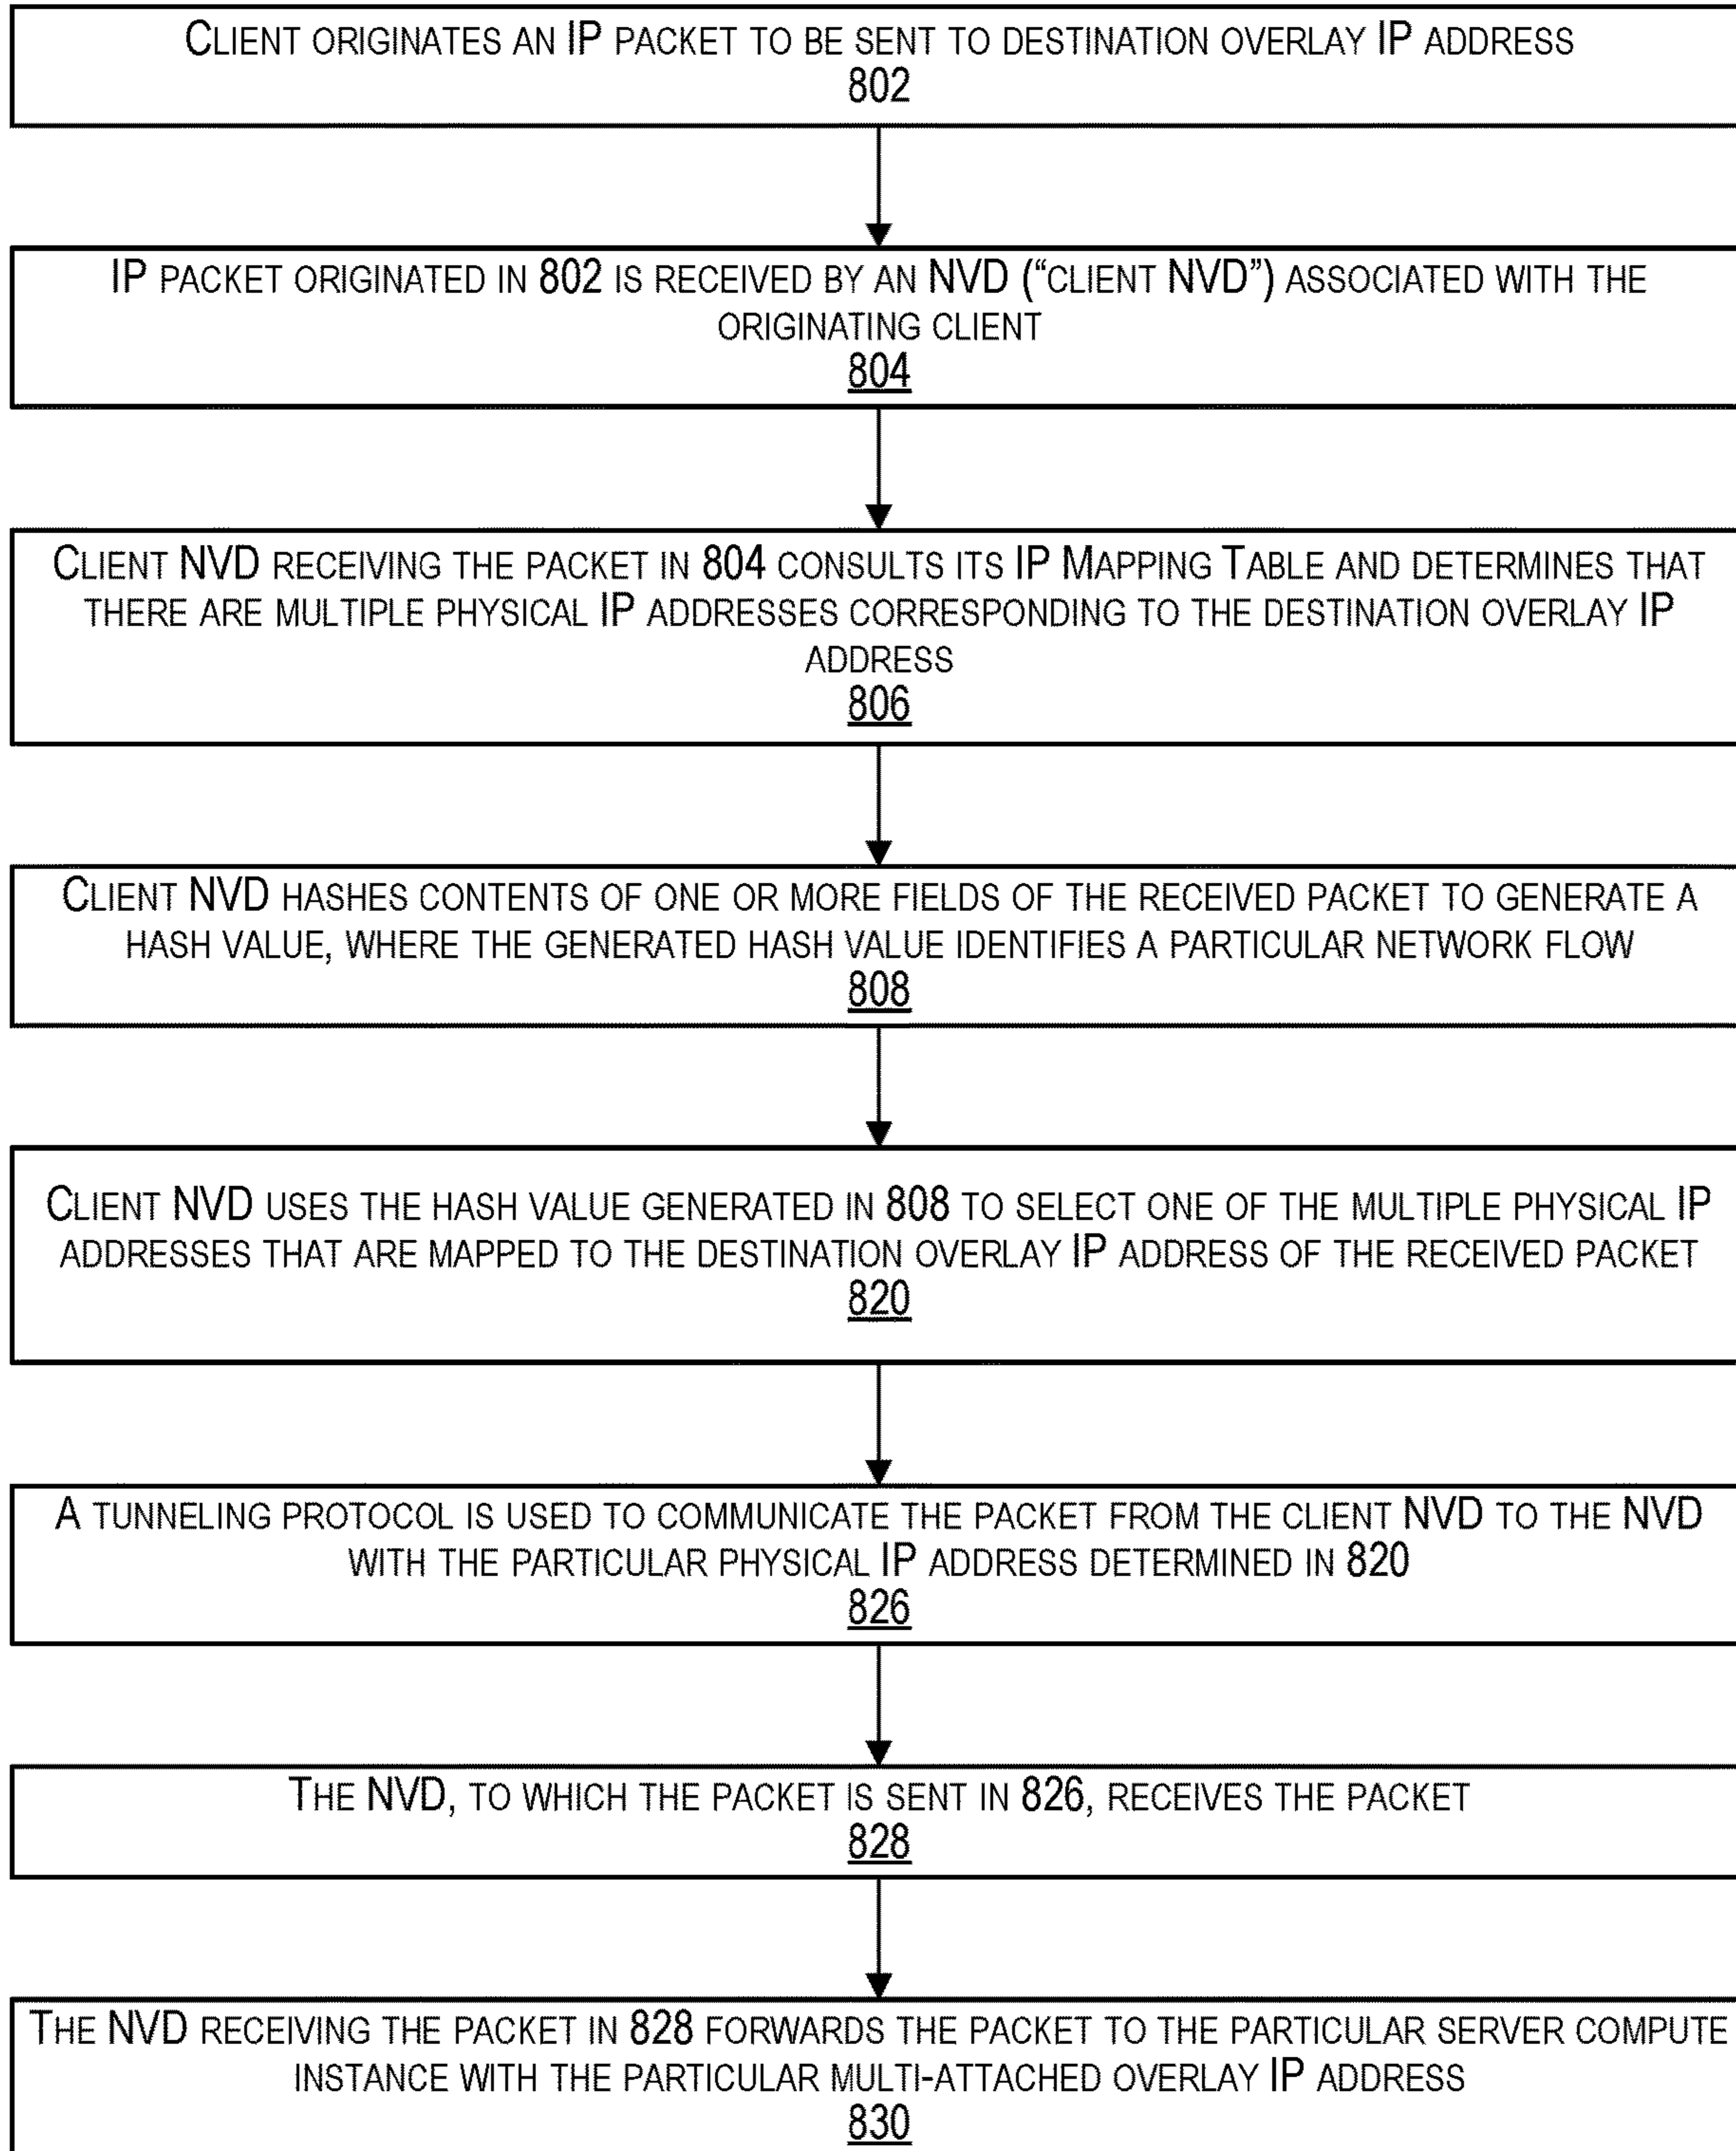 Client originates an IP packet to be sent to destination overlay IP address
802
IP packet originated in 802 is received by an NVD (“client NVD”) associated with the
originating client
804
Client NVD receiving the packet in 804 consults its IP Mapping Table and determines that
there are multiple physical IP addresses corresponding to the destination overlay IP
address
806
Client NVD hashes contents of one or more fields of the received packet to generate a
hash value, where the generated hash value identifies a particular network flow
808
Client NVD uses the hash value generated in 808 to select one of the multiple physical IP
addresses that are mapped to the destination overlay IP address of the received packet
820
A tunneling protocol is used to communicate the packet from the client NVD to the NVD
with the particular physical IP address determined in 820
826
The NVD, to which the packet is sent in 826, receives the packet
828
The NVD receiving the packet in 828 forwards the packet to the particular server compute
instance with the particular multi-attached overlay IP address
830